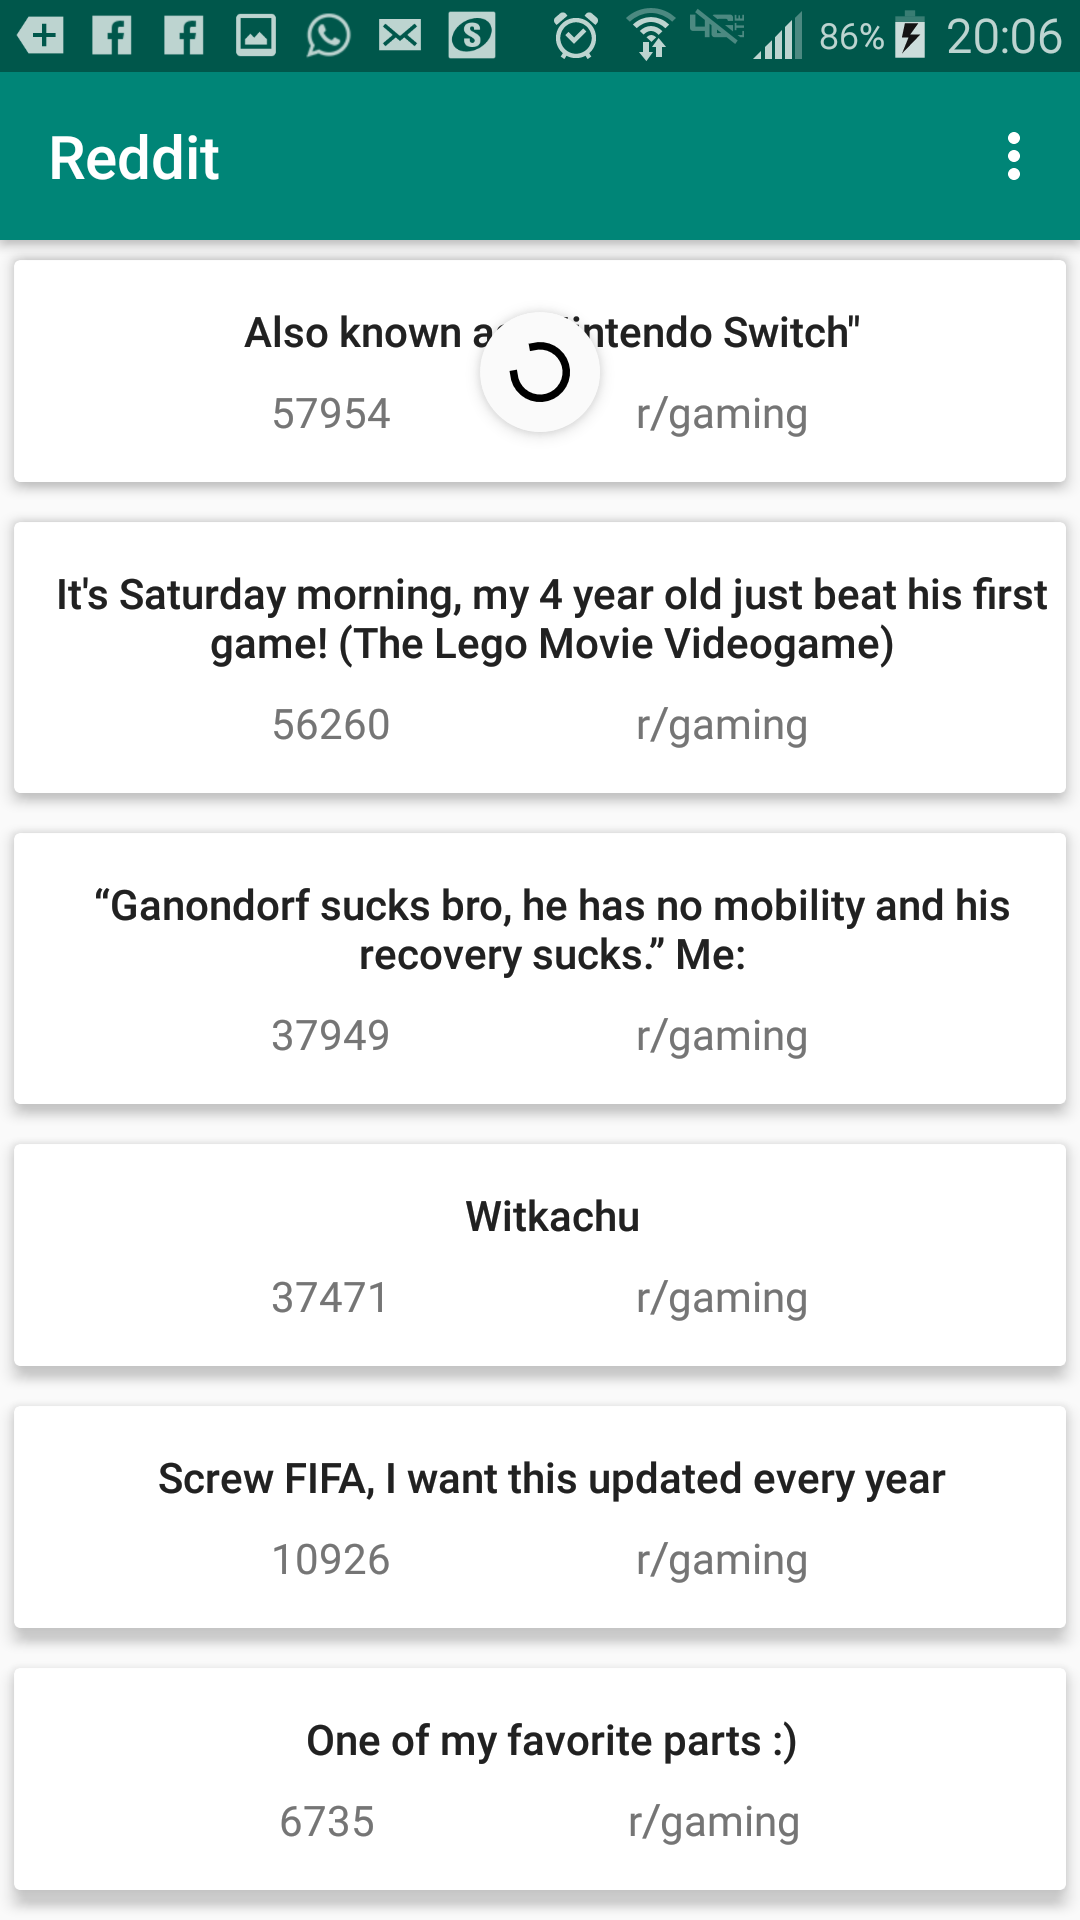 86% 20:06
Reddit
Also known ntendo Switch"
57954 r/gaming
It's Saturday morning, my 4 year old just beat his first
game! (The Lego Movie Videogame)
56260 r/gaming
“Ganondorf sucks bro, he has no mobility and his
recovery sucks.” Me:
37949 r/gaming
Witkachu
37471 r/gaming
Screw FIFA, I want this updated every year
10926 r/gaming
One of my favorite parts :)
6735 r/gaming